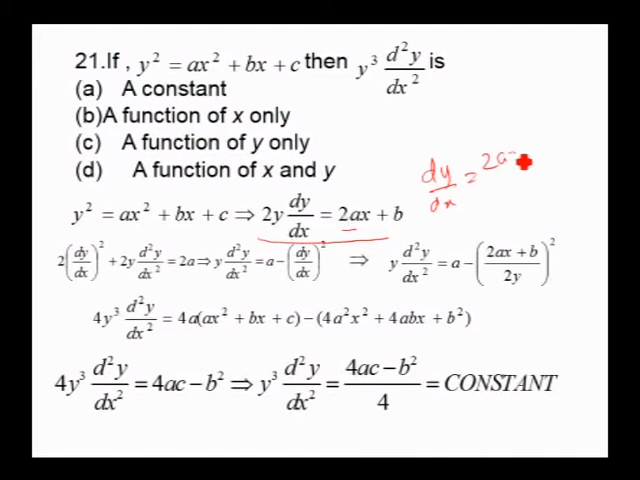 21.If , y² = ax² + bx + c then y³ d²y/dx² is
(a) A constant
(b)A function of x only
(c) A function of y only
(d) A function of x and y
dy/dx = 2a
y² = ax² + bx + c ⇒ 2y dy/dx = 2ax + b
2(dy/dx)² + 2y d²y/dx² = 2a ⇒ y d²y/dx² = a − (dy/dx)² ⇒ y d²y/dx² = a − ((2ax + b)/2y)²
4y³ d²y/dx² = 4a(ax² + bx + c) − (4a²x² + 4abx + b²)
4y³ d²y/dx² = 4ac − b² ⇒ y³ d²y/dx² = (4ac − b²)/4 = CONSTANT